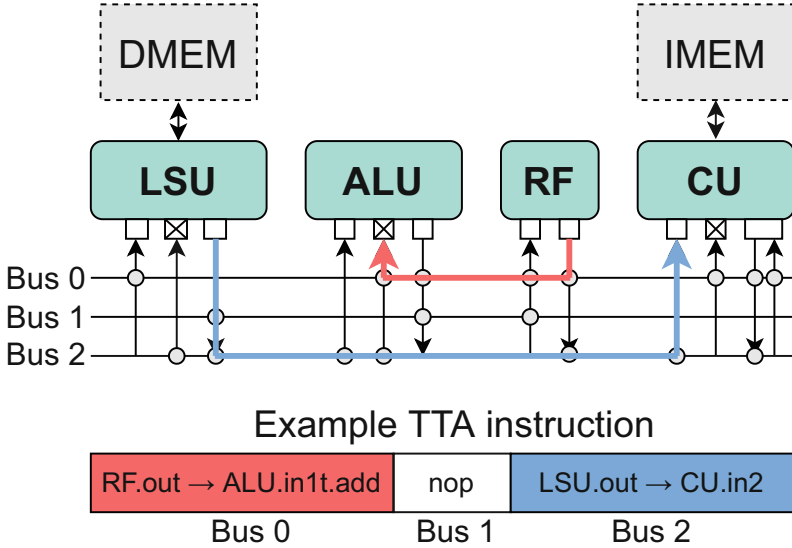 DMEM
IMEM
LSU
ALU
RF
CU
Bus 0
Bus 1
Bus 2
Example TTA instruction
RF.out → ALU.in1t.add
nop
LSU.out → CU.in2
Bus 0
Bus 1
Bus 2